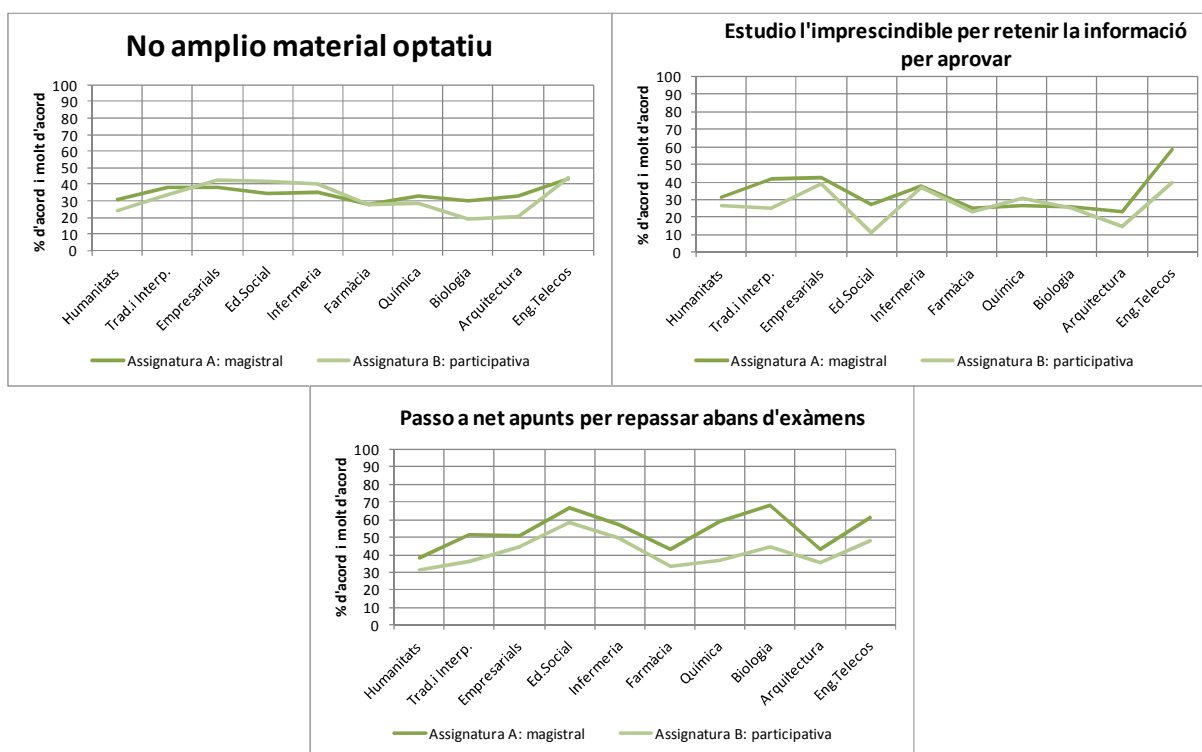 No amplio material optatiu
% d'acord i molt d'acord
100
90
80
70
60
50
40
30
20
10
0
Humanitats
Trad.i Interp.
Empresarials
Ed.Social
Infermeria
Farmàcia
Química
Biologia
Arquitectura
Eng.Telecos
Assignatura A: magistral
Assignatura B: participativa
Estudio l'imprescindible per retenir la informació
per aprovar
% d'acord i molt d'acord
100
90
80
70
60
50
40
30
20
10
0
Humanitats
Trad.i Interp.
Empresarials
Ed.Social
Infermeria
Farmàcia
Química
Biologia
Arquitectura
Eng.Telecos
Assignatura A: magistral
Assignatura B: participativa
Passo a net apunts per repassar abans d'exàmens
% d'acord i molt d'acord
100
90
80
70
60
50
40
30
20
10
0
Humanitats
Trad.i Interp.
Empresarials
Ed.Social
Infermeria
Farmàcia
Química
Biologia
Arquitectura
Eng.Telecos
Assignatura A: magistral
Assignatura B: participativa